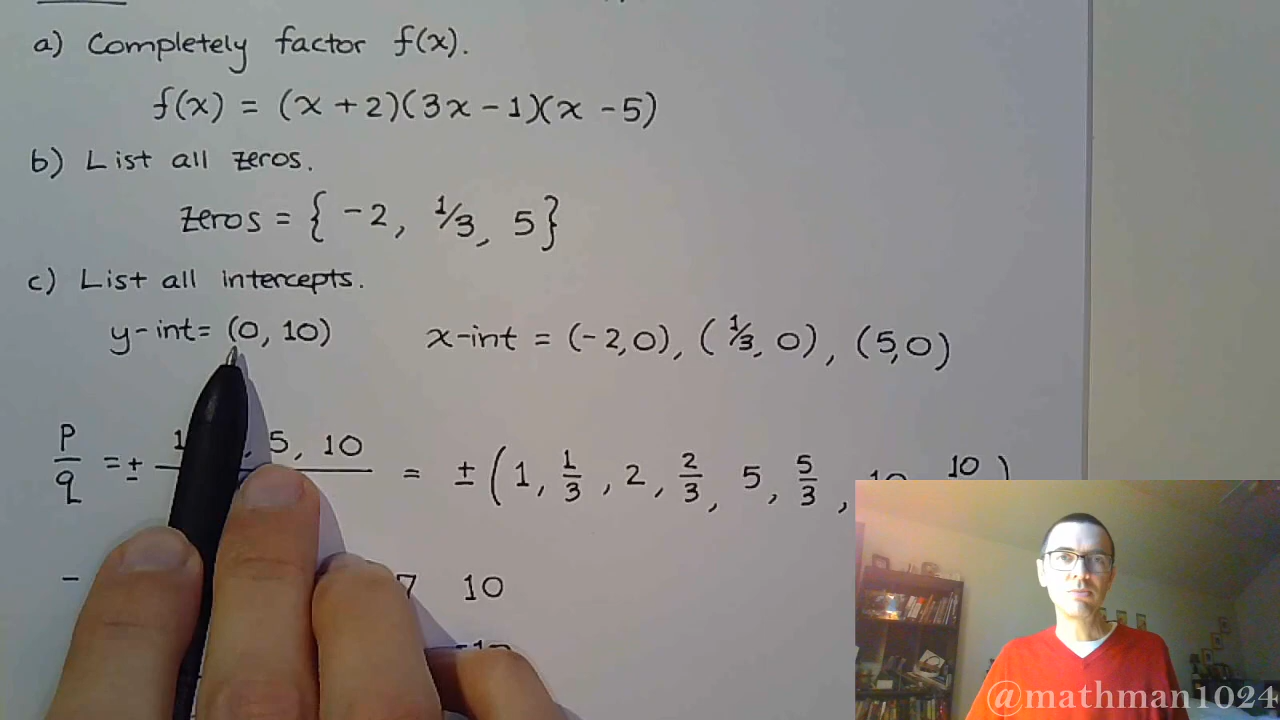 a) Completely factor f(x).
f(x) = (x + 2)(3x - 1)(x - 5)
b) List all zeros.
zeros = { -2, 1/3, 5}
c) List all intercepts.
y-int = (0, 10) x-int = (-2,0), (1/3, 0), (5,0)
p/q = ± 5, 10 = ± (1, 1/3, 2, 2/3, 5, 5/3, 10, 10 )
- 7 10
@mathman1024